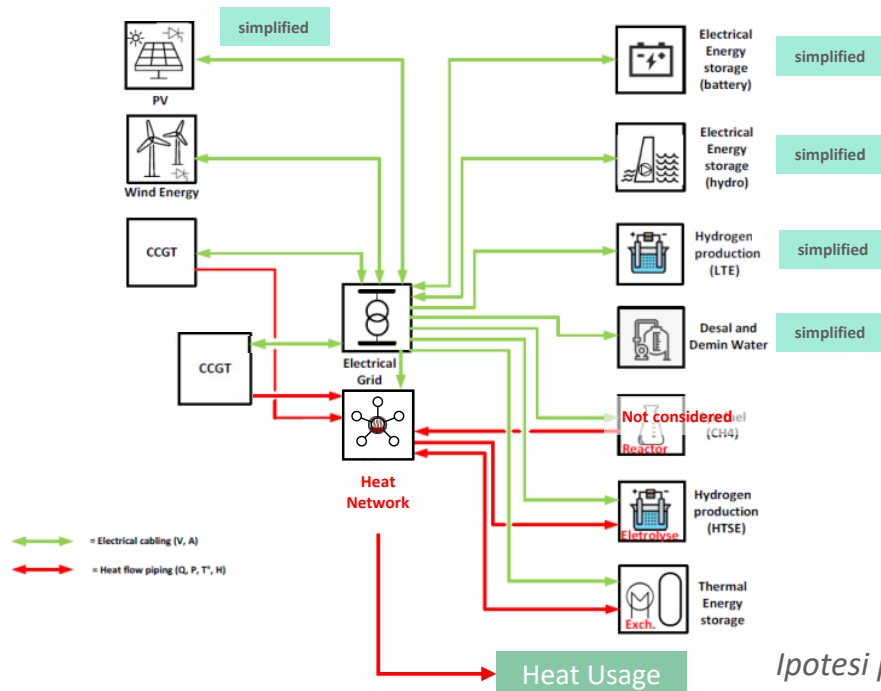 simplified
PV
Wind Energy
CCGT
CCGT
Electrical
Grid
Heat
Network
= Electrical cabling (V, A)
= Heat flow piping (Q, P, T°, H)
Electrical
Energy
storage
(battery)
simplified
Electrical
Energy
storage
(hydro)
simplified
Hydrogen
production
(LTE)
simplified
Desal and
Demin Water
simplified
Not considered
fuel
(CH4)
Reactor
Hydrogen
production
(HTSE)
Eletrolyse
Thermal
Energy
storage
Exch.
Heat Usage
Ipotesi p